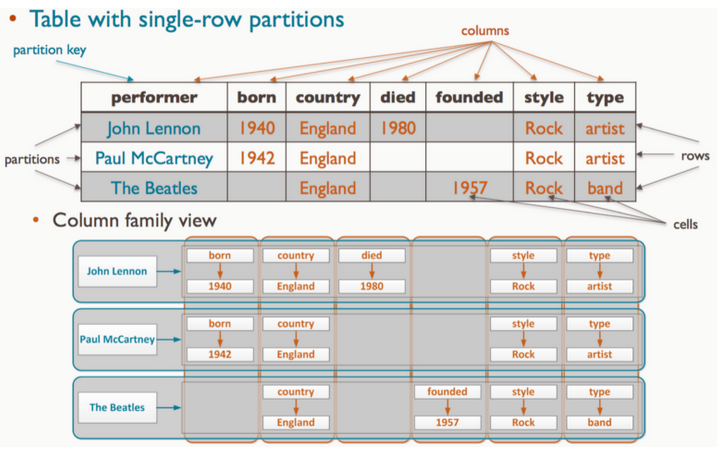 • Table with single-row partitions
columns
partition key
performer born country died founded style type
John Lennon 1940 England 1980 Rock artist
partitions Paul McCartney 1942 England Rock artist rows
The Beatles England 1957 Rock band
• Column family view
cells
born country died style type
John Lennon
1940 England 1980 Rock artist
born country style type
Paul McCartney
1942 England Rock artist
country founded style type
The Beatles
England 1957 Rock band